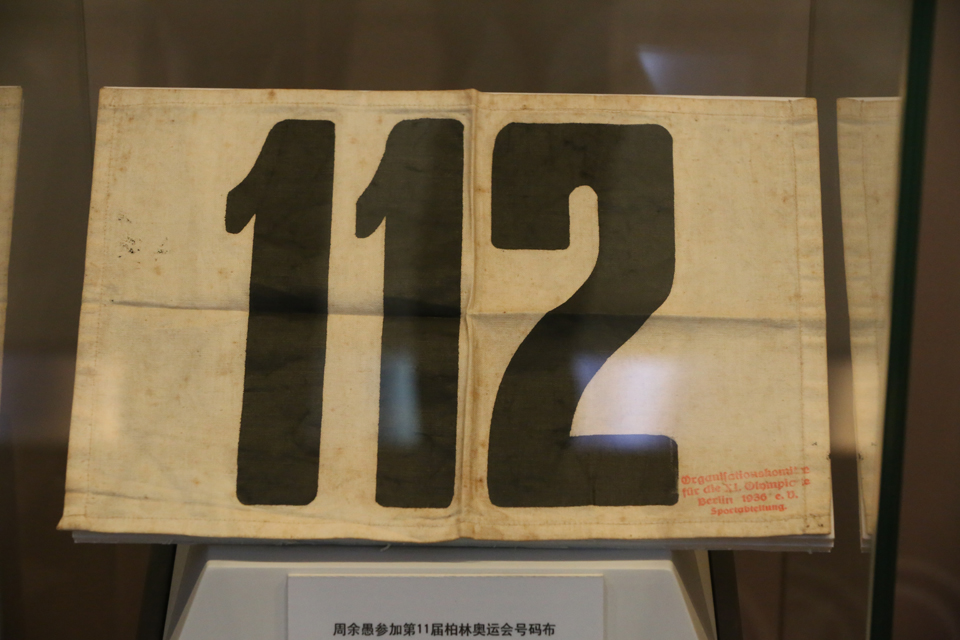 112
Organisationskomitee
für die XI. Olympiade
Berlin 1936 e. V.
Sportabteilung.
周余愚参加第11届柏林奥运会号码布